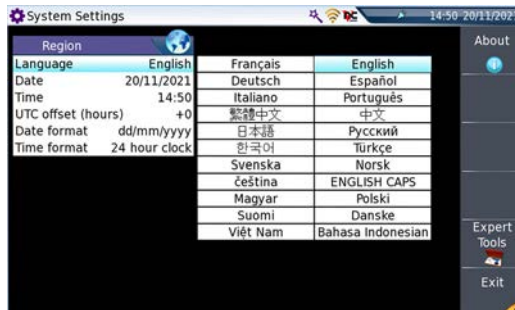 System Settings
14:50 20/11/202
Region
Language English
Date 20/11/2021
Time 14:50
UTC offset (hours) +0
Date format dd/mm/yyyy
Time format 24 hour clock
Français English
Deutsch Español
Italiano Português
繁體中文 中文
日本語 Русский
한국어 Türkçe
Svenska Norsk
čeština ENGLISH CAPS
Magyar Polski
Suomi Danske
Việt Nam Bahasa Indonesian
About
Expert
Tools
Exit